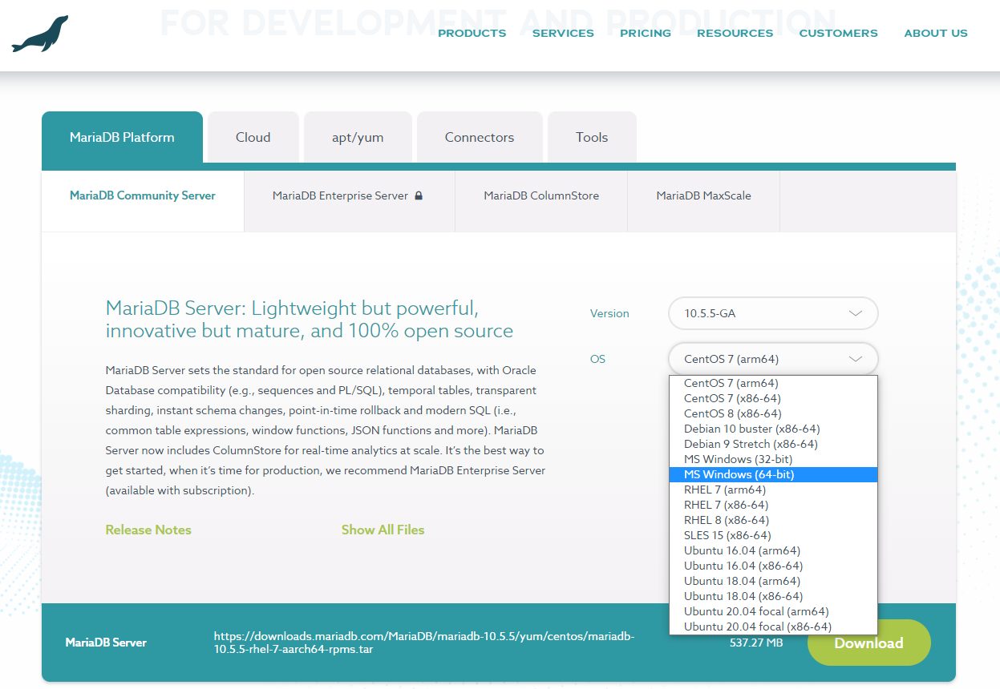 FOR DEVELOPMENT AND PRODUCTION
PRODUCTS SERVICES PRICING RESOURCES CUSTOMERS ABOUT US
MariaDB Platform Cloud apt/yum Connectors Tools
MariaDB Community Server MariaDB Enterprise Server MariaDB ColumnStore MariaDB MaxScale
MariaDB Server: Lightweight but powerful,
innovative but mature, and 100% open source
MariaDB Server sets the standard for open source relational databases, with Oracle
Database compatibility (e.g., sequences and PL/SQL), temporal tables, transparent
sharding, instant schema changes, point-in-time rollback and modern SQL (i.e.,
common table expressions, window functions, JSON functions and more). MariaDB
Server now includes ColumnStore for real-time analytics at scale. It's the best way to
get started, when it's time for production, we recommend MariaDB Enterprise Server
(available with subscription).
Release Notes Show All Files
Version 10.5.5-GA
OS CentOS 7 (arm64)
CentOS 7 (arm64)
CentOS 7 (x86-64)
CentOS 8 (x86-64)
Debian 10 buster (x86-64)
Debian 9 Stretch (x86-64)
MS Windows (32-bit)
MS Windows (64-bit)
RHEL 7 (arm64)
RHEL 7 (x86-64)
RHEL 8 (x86-64)
SLES 15 (x86-64)
Ubuntu 16.04 (arm64)
Ubuntu 16.04 (x86-64)
Ubuntu 18.04 (arm64)
Ubuntu 18.04 (x86-64)
Ubuntu 20.04 focal (arm64)
Ubuntu 20.04 focal (x86-64)
MariaDB Server
https://downloads.mariadb.com/MariaDB/mariadb-10.5.5/yum/centos/mariadb-
10.5.5-rhel-7-aarch64-rpms.tar
537.27 MB
Download